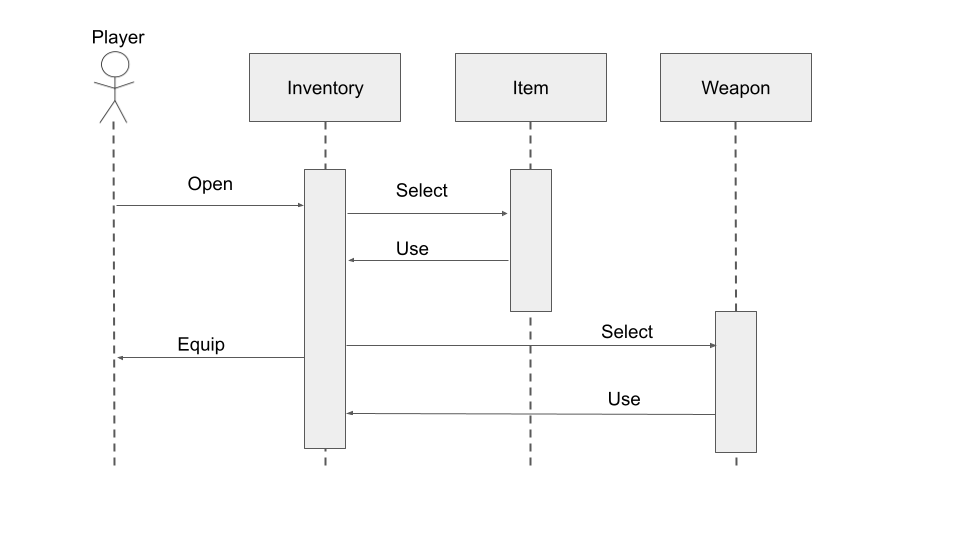 Player
Inventory
Item
Weapon
Open
Select
Use
Select
Equip
Use